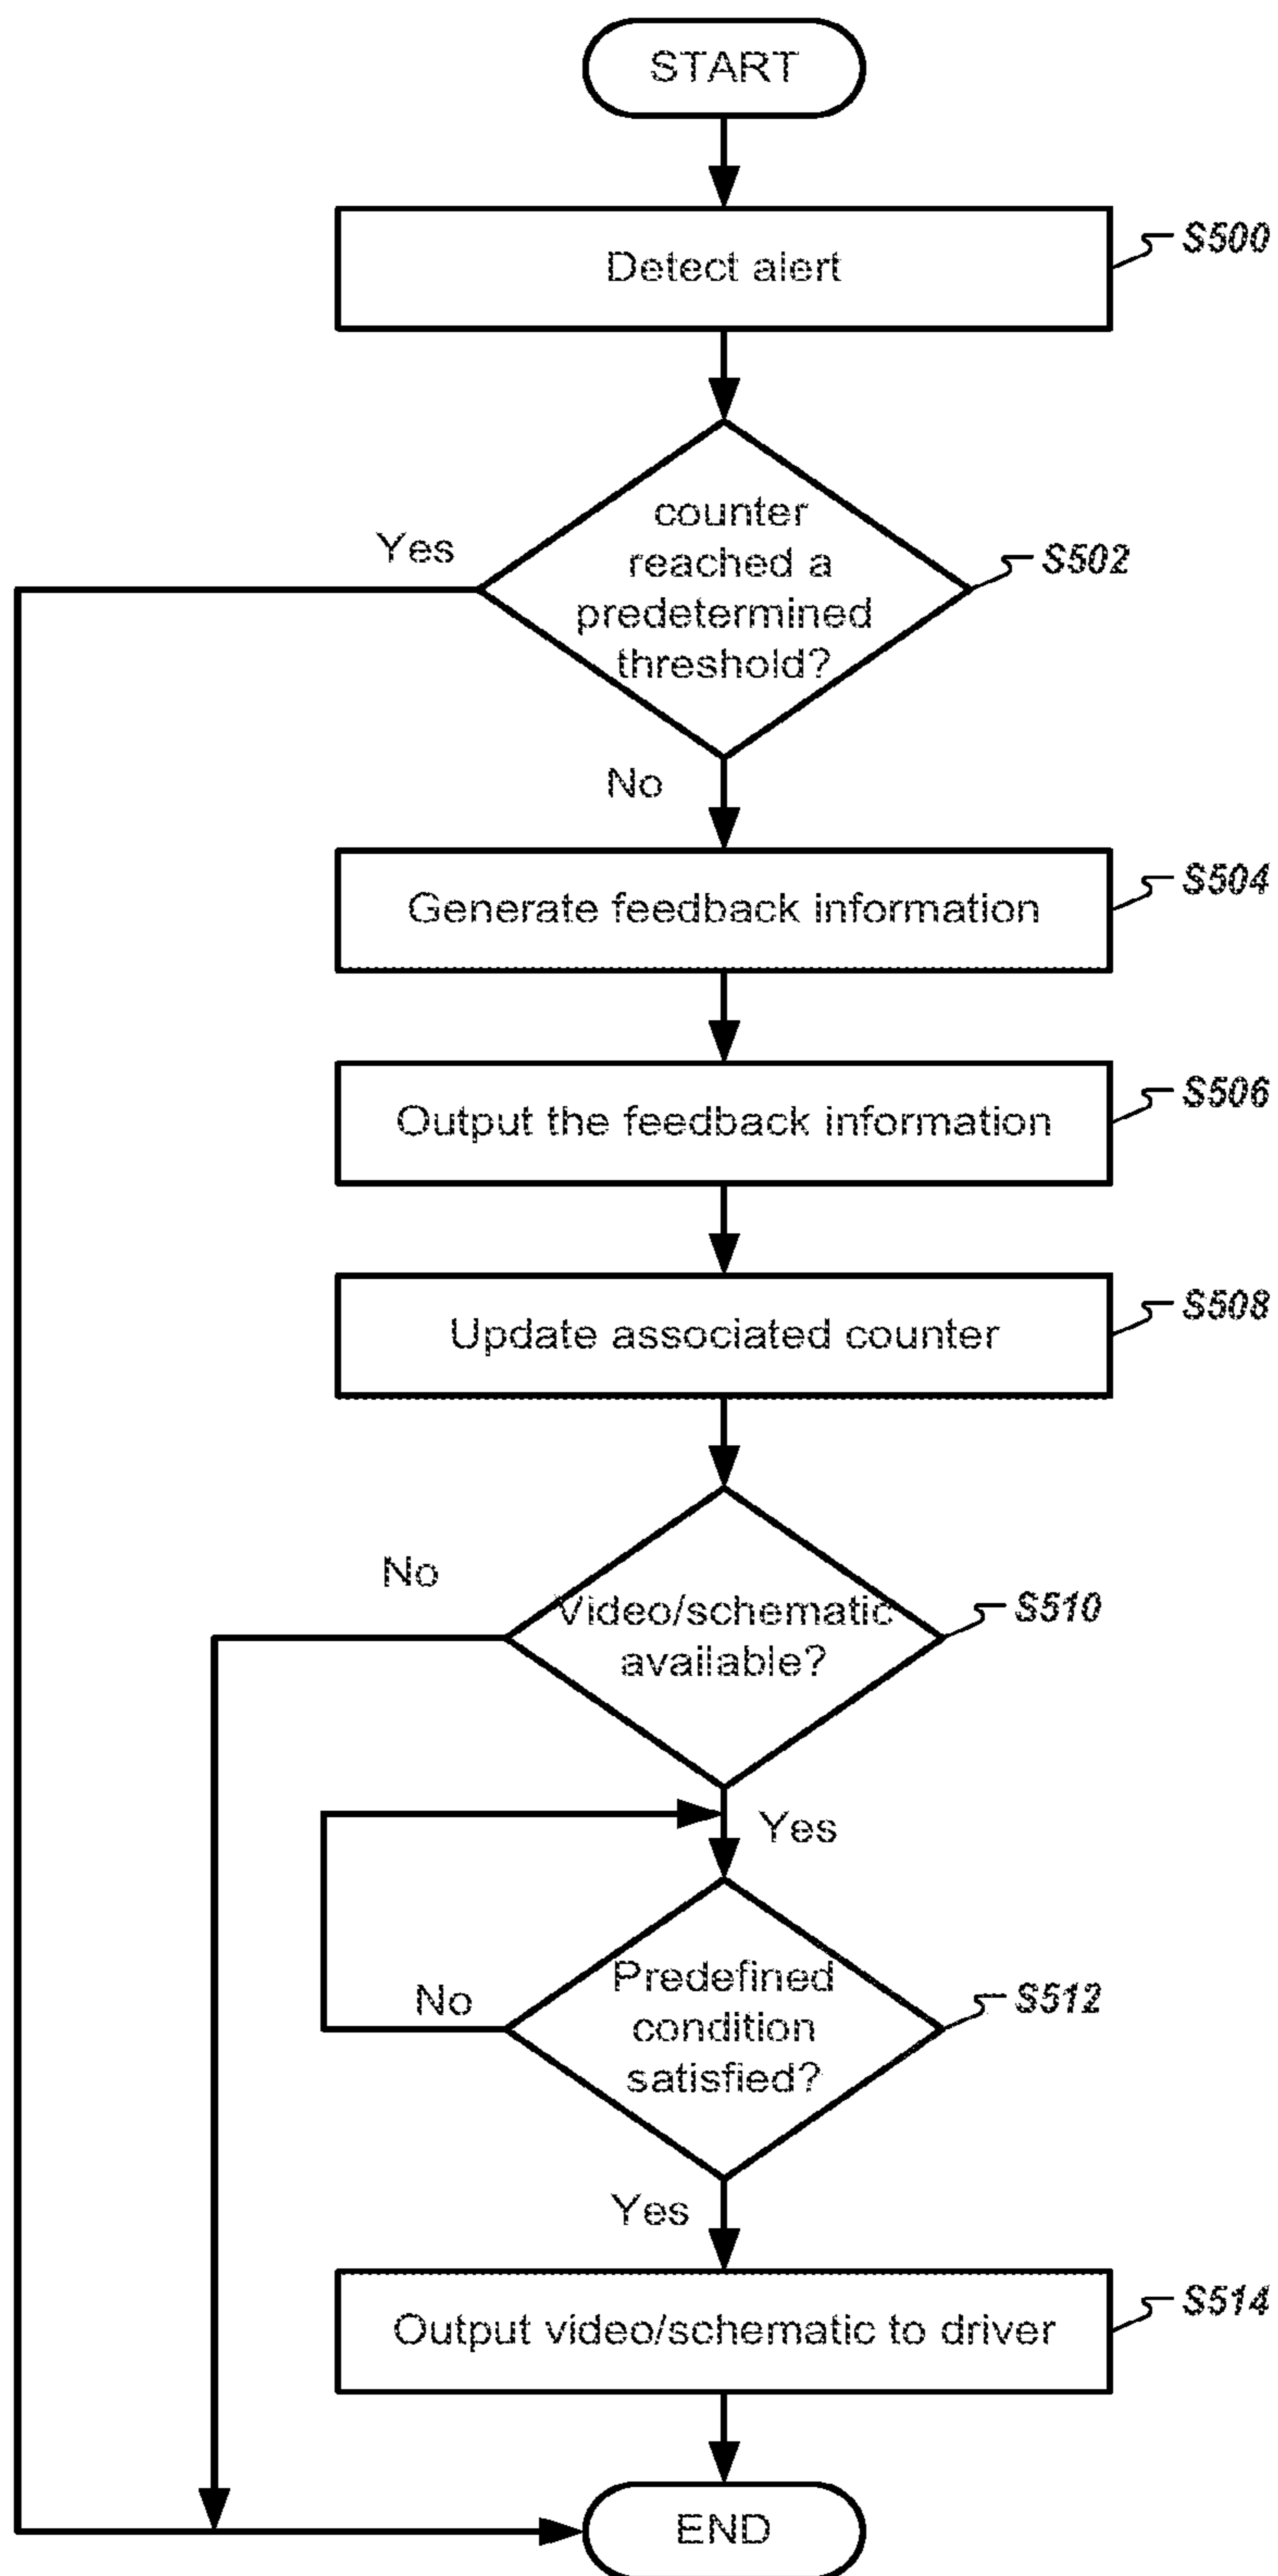 START
Detect alert
S500
counter
reached a
predetermined
threshold?
S502
Yes
No
Generate feedback information
S504
Output the feedback information
S506
Update associated counter
S508
Video/schematic
available?
S510
No
Yes
Predefined
condition
satisfied?
S512
No
Yes
Output video/schematic to driver
S514
END